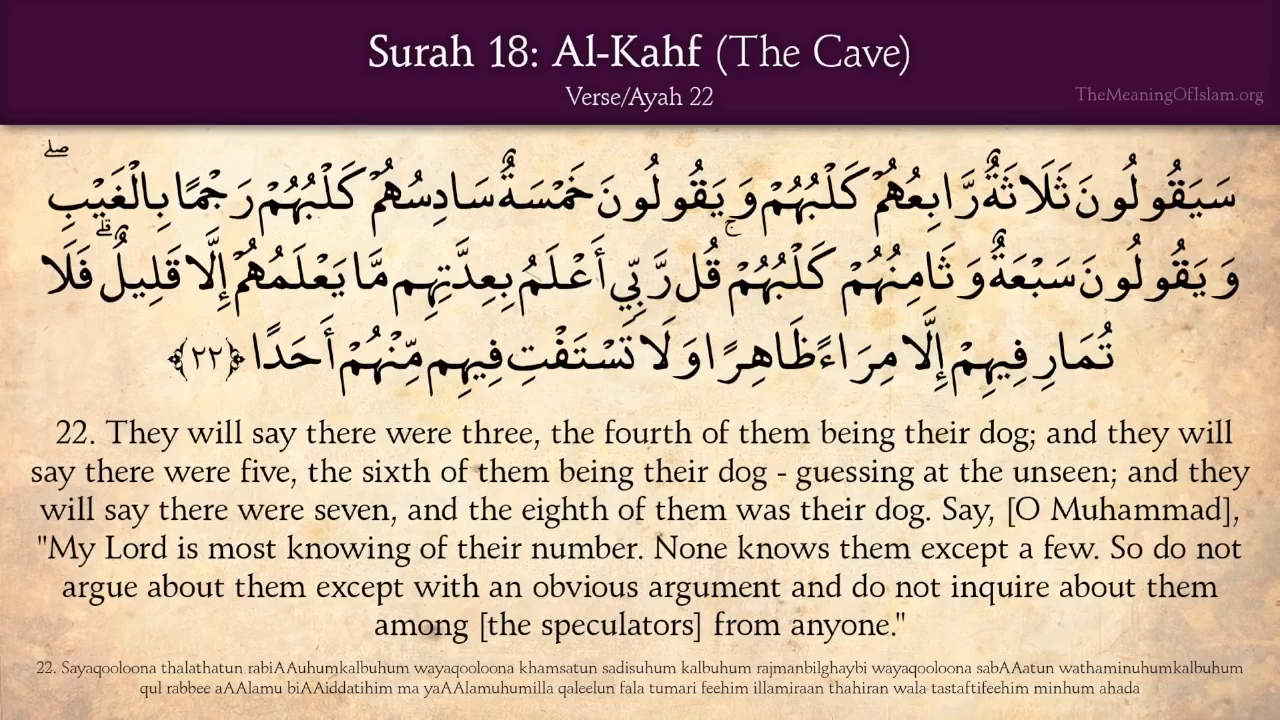 Surah 18: Al-Kahf (The Cave)
Verse/Ayah 22
TheMeaningOfIslam.org
سَيَقُولُونَ ثَلَاثَةٌ رَّابِعُهُمْ كَلْبُهُمْ وَيَقُولُونَ خَمْسَةٌ سَادِسُهُمْ كَلْبُهُمْ رَجْمًا بِالْغَيْبِ ۖ
وَيَقُولُونَ سَبْعَةٌ وَثَامِنُهُمْ كَلْبُهُمْ ۚ قُل رَّبِّي أَعْلَمُ بِعِدَّتِهِم مَّا يَعْلَمُهُمْ إِلَّا قَلِيلٌ ۗ فَلَا
تُمَارِ فِيهِمْ إِلَّا مِرَاءً ظَاهِرًا وَلَا تَسْتَفْتِ فِيهِم مِّنْهُمْ أَحَدًا ﴿٢٢﴾
22. They will say there were three, the fourth of them being their dog; and they will
say there were five, the sixth of them being their dog - guessing at the unseen; and they
will say there were seven, and the eighth of them was their dog. Say, [O Muhammad],
"My Lord is most knowing of their number. None knows them except a few. So do not
argue about them except with an obvious argument and do not inquire about them
among [the speculators] from anyone."
22. Sayaqooloona thalathatun rabiAAuhumkalbuhum wayaqooloona khamsatun sadisuhum kalbuhum rajmanbilghaybi wayaqooloona sabAAatun wathaminuhumkalbuhum
qul rabbee aAAlamu biAAiddatihim ma yaAAlamuhumilla qaleelun fala tumari feehim illamiraan thahiran wala tastaftifeehim minhum ahada